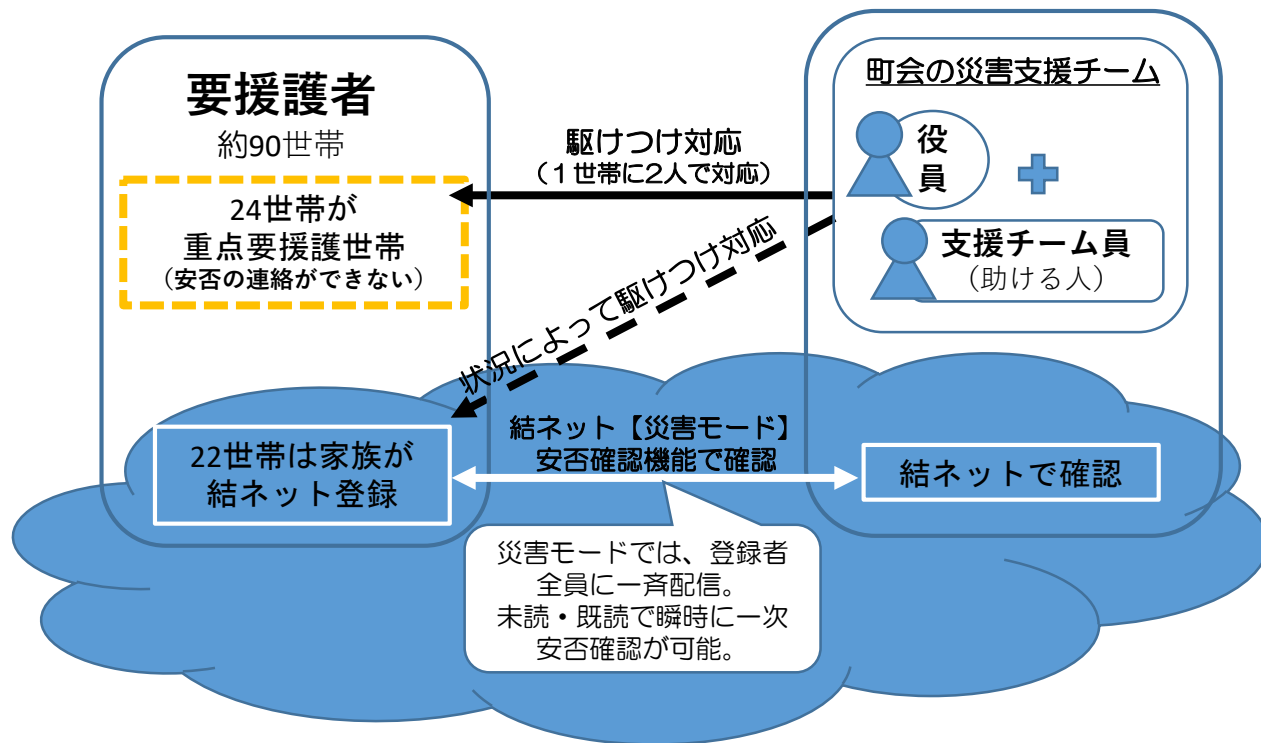 要援護者
約90世帯
24世帯が
重点要援護世帯
（安否の連絡ができない）
駆けつけ対応
（１世帯に2人で対応）
状況によって駆けつけ対応
町会の災害支援チーム
役
員
支援チーム員
（助ける人）
22世帯は家族が
結ネット登録
結ネット【災害モード】
安否確認機能で確認
結ネットで確認
災害モードでは、登録者
全員に一斉配信。
未読・既読で瞬時に一次
安否確認が可能。